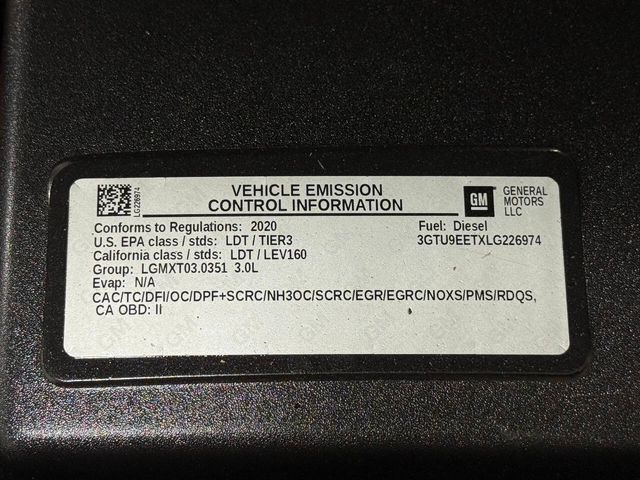 LG226974
VEHICLE EMISSION
CONTROL INFORMATION
GM
GENERAL
MOTORS
LLC
Conforms to Regulations: 2020
Fuel: Diesel
U.S. EPA class / stds: LDT / TIER3
3GTU9EETXLG226974
California class / stds: LDT / LEV160
Group: LGMXT03.0351 3.0L
Evap: N/A
CAC/TC/DFI/OC/DPF+SCRC/NH3OC/SCRC/EGR/EGRC/NOXS/PMS/RDQS,
CA OBD: II